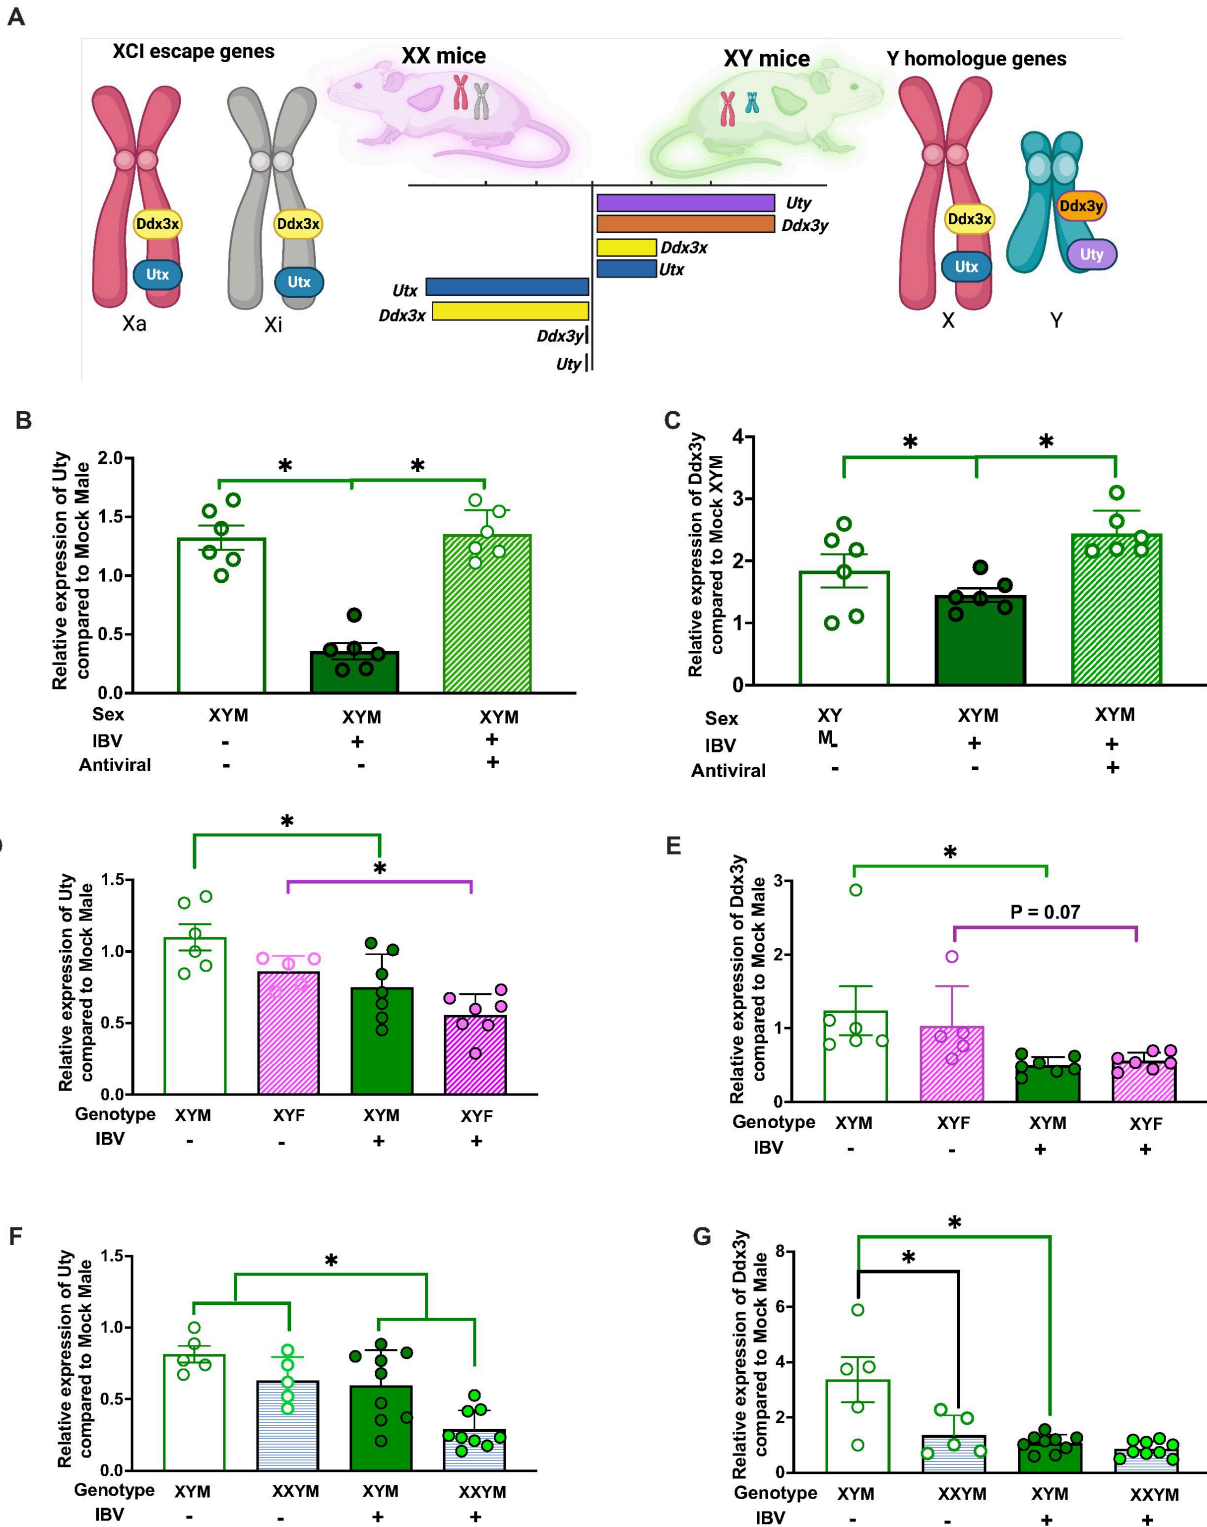 A
XCI escape genes
XX mice
XY mice
Y homologue genes
Ddx3x
Ddx3x
Utx
Utx
Xa
Xi
Uty
Ddx3y
Ddx3x
Utx
Utx
Ddx3x
Ddx3y
Uty
Ddx3x
Ddx3y
Utx
Uty
X
Y
B
Relative expression of Uty
compared to Mock Male
2.0
1.5
1.0
0.5
0.0
*
*
Sex XYM XYM XYM
IBV - + +
Antiviral - - +
C
Relative expression of Ddx3y
compared to Mock XYM
4
3
2
1
0
*
*
Sex XY XYM XYM
M
IBV - + +
Antiviral - - +
Relative expression of Uty
compared to Mock Male
1.5
1.0
0.5
0.0
*
*
Genotype XYM XYF XYM XYF
IBV - - + +
E
Relative expression of Ddx3y
compared to Mock Male
3
2
1
0
*
P = 0.07
Genotype XYM XYF XYM XYF
IBV - - + +
F
Relative expression of Uty
compared to Mock Male
1.5
1.0
0.5
0.0
*
Genotype XYM XXYM XYM XXYM
IBV - - + +
G
Relative expression of Ddx3y
compared to Mock Male
8
6
4
2
0
*
*
Genotype XYM XXYM XYM XXYM
IBV - - + +